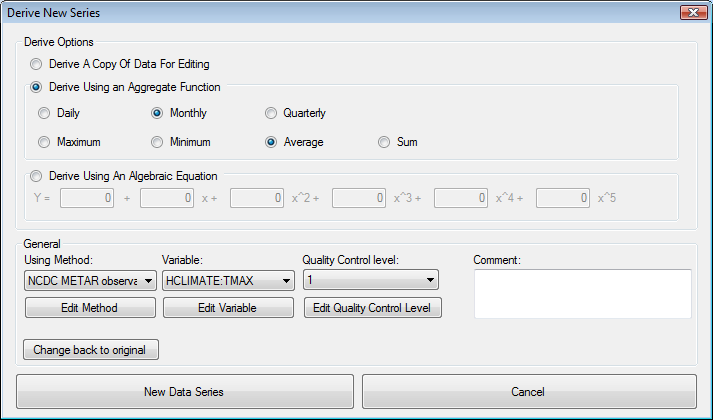 Derive New Series
Derive Options
Derive A Copy Of Data For Editing
Derive Using an Aggregate Function
Daily Monthly Quarterly
Maximum Minimum Average Sum
Derive Using An Algebraic Equation
Y = 0 + 0 x + 0 x^2 + 0 x^3 + 0 x^4 + 0 x^5
General
Using Method: Variable: Quality Control level: Comment:
NCDC METAR observa HCLIMATE:TMAX 1
Edit Method Edit Variable Edit Quality Control Level
Change back to original
New Data Series Cancel